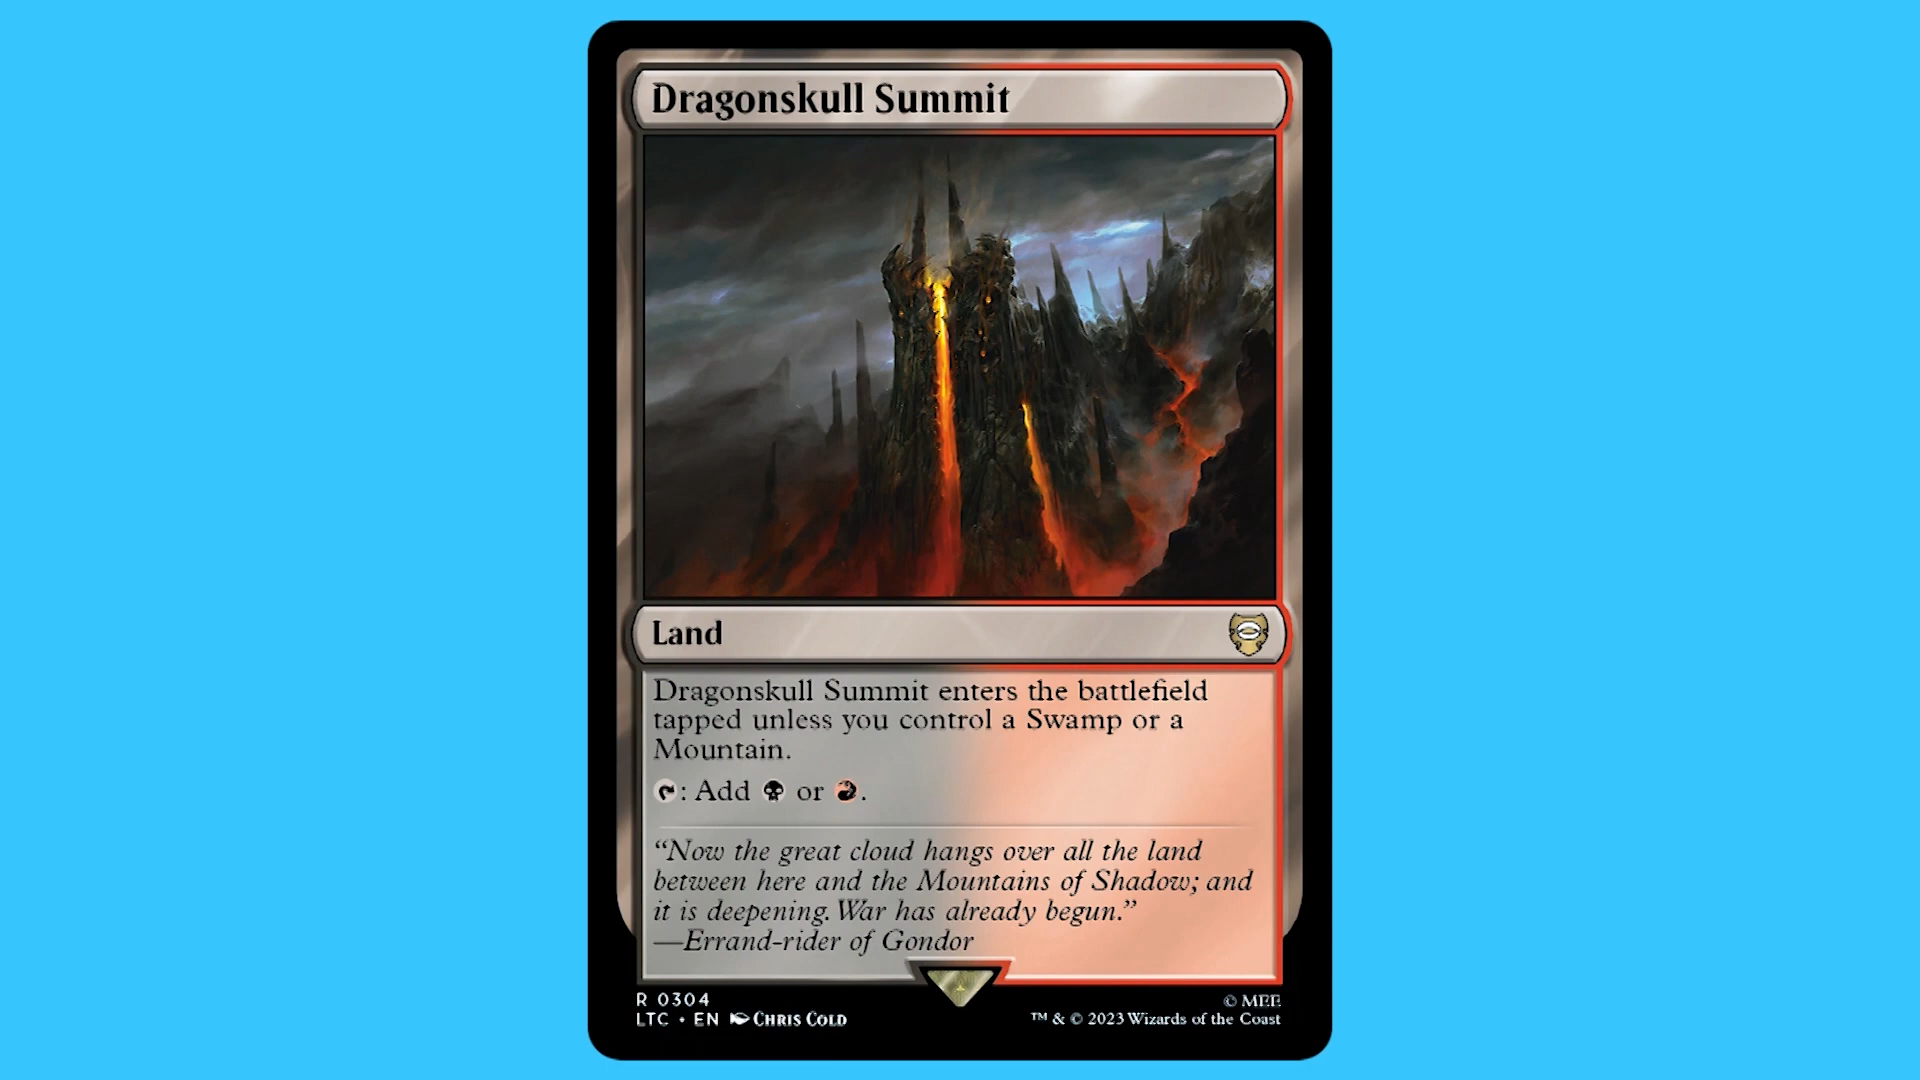 Dragonskull Summit
Land
Dragonskull Summit enters the battlefield
tapped unless you control a Swamp or a
Mountain.
: Add or .
“Now the great cloud hangs over all the land
between here and the Mountains of Shadow; and
it is deepening. War has already begun.”
—Errand-rider of Gondor
R 0304
LTC • EN Chris Cold
© MEE
™ & © 2023 Wizards of the Coast